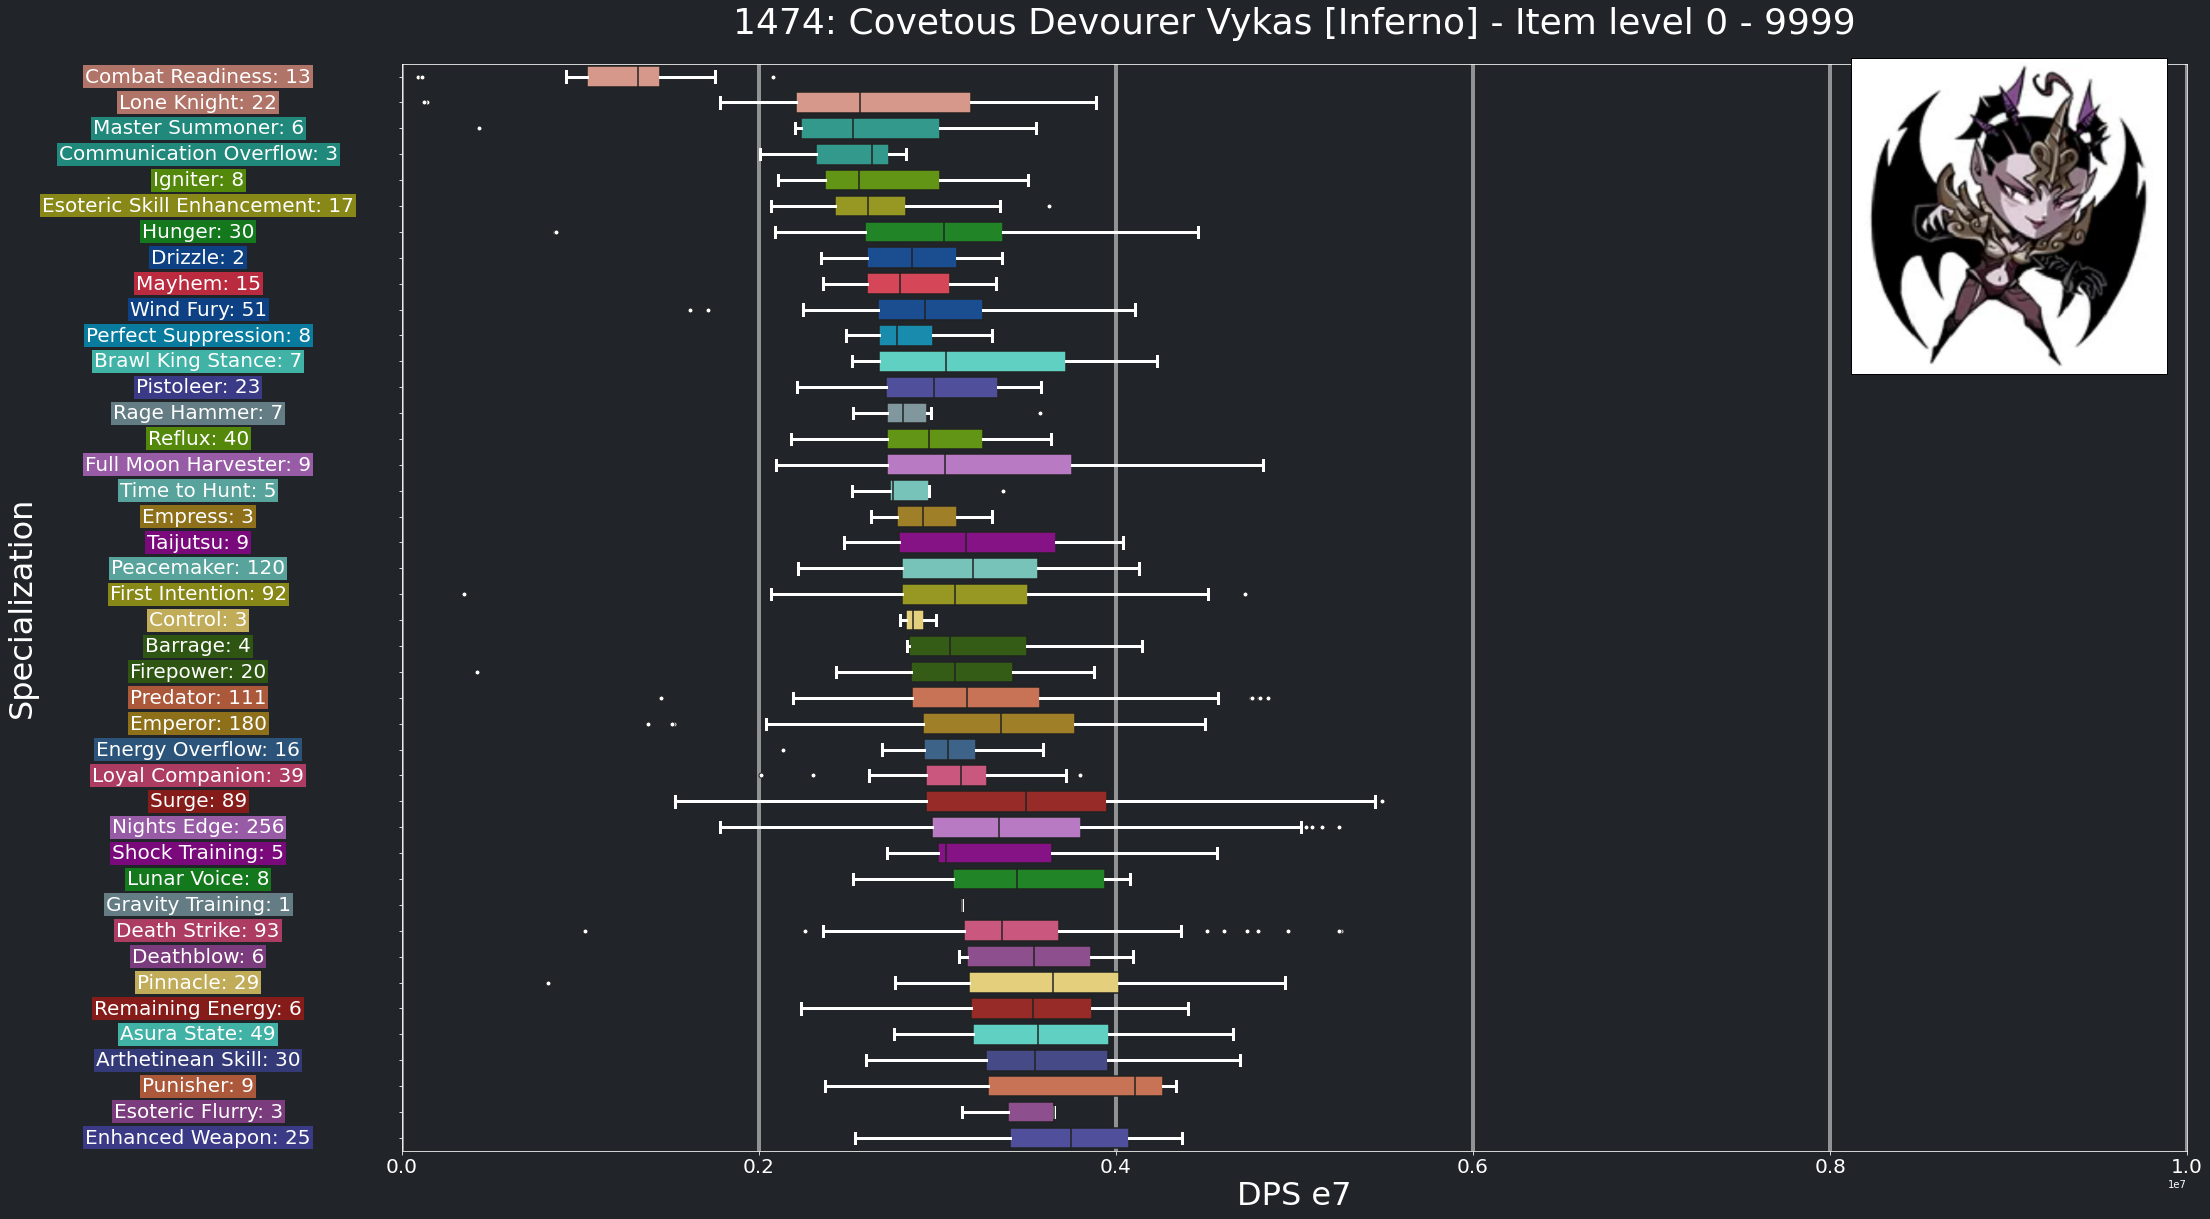 1474: Covetous Devourer Vykas [Inferno] - Item level 0 - 9999
Specialization
Combat Readiness: 13
Lone Knight: 22
Master Summoner: 6
Communication Overflow: 3
Igniter: 8
Esoteric Skill Enhancement: 17
Hunger: 30
Drizzle: 2
Mayhem: 15
Wind Fury: 51
Perfect Suppression: 8
Brawl King Stance: 7
Pistoleer: 23
Rage Hammer: 7
Reflux: 40
Full Moon Harvester: 9
Time to Hunt: 5
Empress: 3
Taijutsu: 9
Peacemaker: 120
First Intention: 92
Control: 3
Barrage: 4
Firepower: 20
Predator: 111
Emperor: 180
Energy Overflow: 16
Loyal Companion: 39
Surge: 89
Nights Edge: 256
Shock Training: 5
Lunar Voice: 8
Gravity Training: 1
Death Strike: 93
Deathblow: 6
Pinnacle: 29
Remaining Energy: 6
Asura State: 49
Arthetinean Skill: 30
Punisher: 9
Esoteric Flurry: 3
Enhanced Weapon: 25
0.0 0.2 0.4 0.6 0.8 1.0
1e7
DPS e7